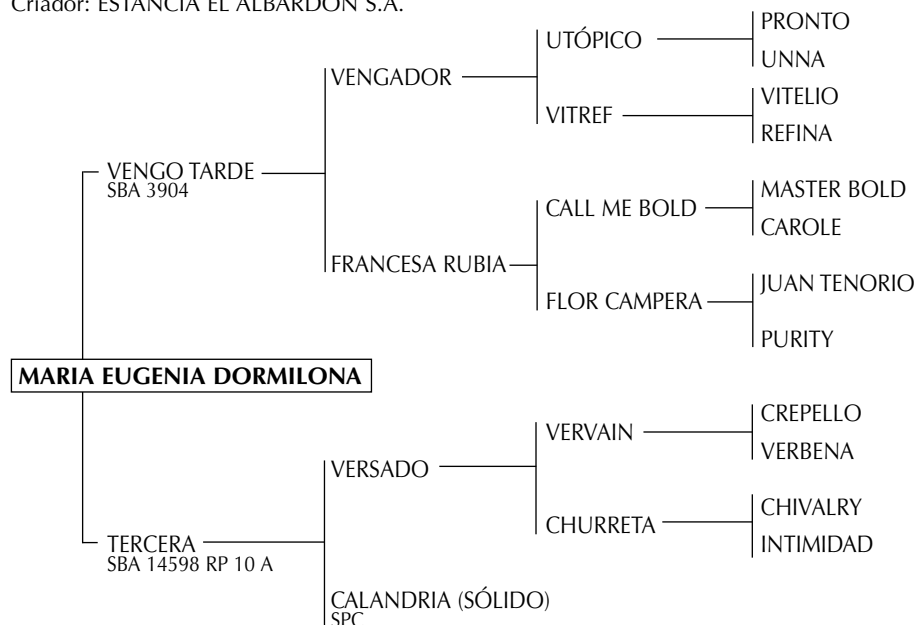 Criador: ESTANCIA EL ALBARDON S.A.
PRONTO
UTÓPICO
UNNA
VENGADOR
VITELIO
VITREF
REFINA
VENGO TARDE
SBA 3904
MASTER BOLD
CALL ME BOLD
CAROLE
FRANCESA RUBIA
JUAN TENORIO
FLOR CAMPERA
PURITY
MARIA EUGENIA DORMILONA
CREPELLO
VERVAIN
VERBENA
VERSADO
CHIVALRY
CHURRETA
INTIMIDAD
TERCERA
SBA 14598 RP 10 A
CALANDRIA (SÓLIDO)
SPC